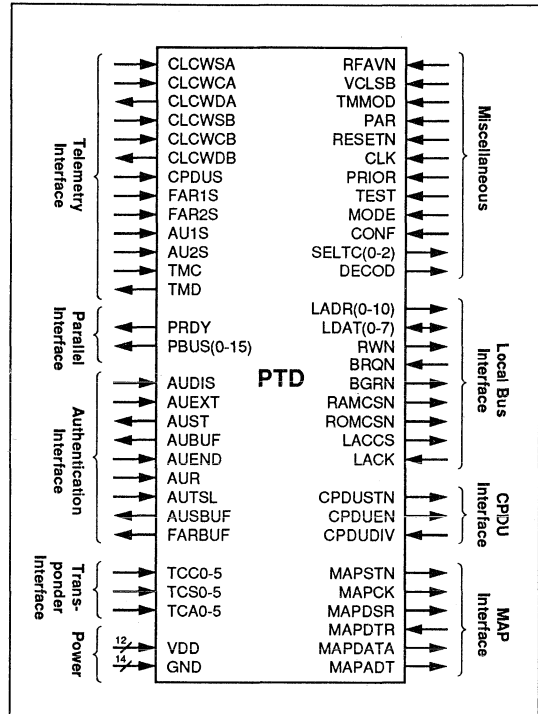 Telemetry
Interface
CLCWSA
CLCWCA
CLCWDA
CLCWSB
CLCWCB
CLCWDB
CPDUS
FAR1S
FAR2S
AU1S
AU2S
TMC
TMD
Parallel
Interface
PRDY
PBUS(0-15)
Authentication
Interface
AUDIS
AUEXT
AUST
AUBUF
AUEND
AUR
AUTSL
AUSBUF
FARBUF
Trans-
ponder
Interface
TCC0-5
TCS0-5
TCA0-5
Power
12
VDD
14
GND
PTD
RFAVN
VCLSB
TMMOD
PAR
RESETN
CLK
PRIOR
TEST
MODE
CONF
SELTC(0-2)
DECOD
Miscellaneous
LADR(0-10)
LDAT(0-7)
RWN
BRQN
BGRN
RAMCSN
ROMCSN
LACCS
LACK
Local Bus
Interface
CPDUSTN
CPDUEN
CPDUDIV
CPDU
Interface
MAPSTN
MAPCK
MAPDSR
MAPDTR
MAPDATA
MAPADT
MAP
Interface